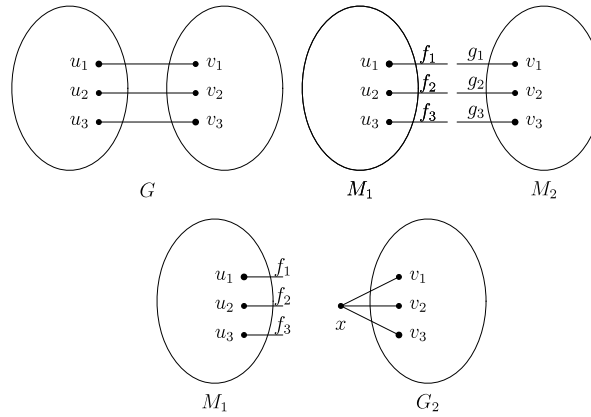 u₁ v₁ u₁ f₁ g₁ v₁
u₂ v₂ u₂ f₂ g₂ v₂
u₃ v₃ u₃ f₃ g₃ v₃
G M₁ M₂
u₁ f₁ v₁
u₂ f₂ v₂
u₃ f₃ x v₃
M₁ G₂